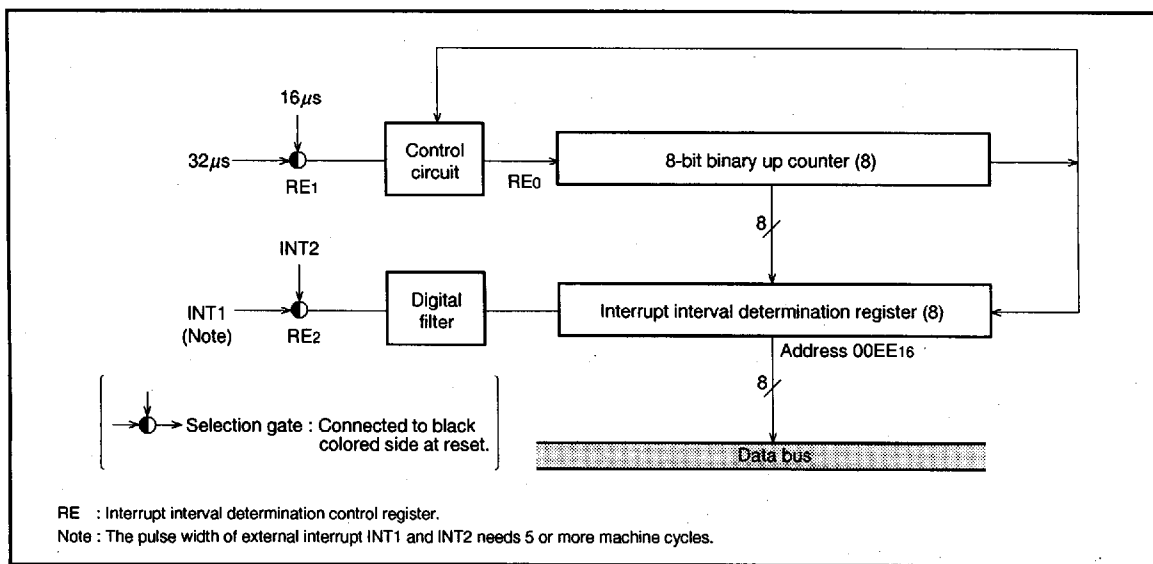 16μs
32μs
RE1
Control
circuit
RE0
8-bit binary up counter (8)
8
INT2
INT1
(Note)
RE2
Digital
filter
Interrupt interval determination register (8)
Address 00EE16
8
Selection gate : Connected to black
colored side at reset.
Data bus
RE : Interrupt interval determination control register.
Note : The pulse width of external interrupt INT1 and INT2 needs 5 or more machine cycles.